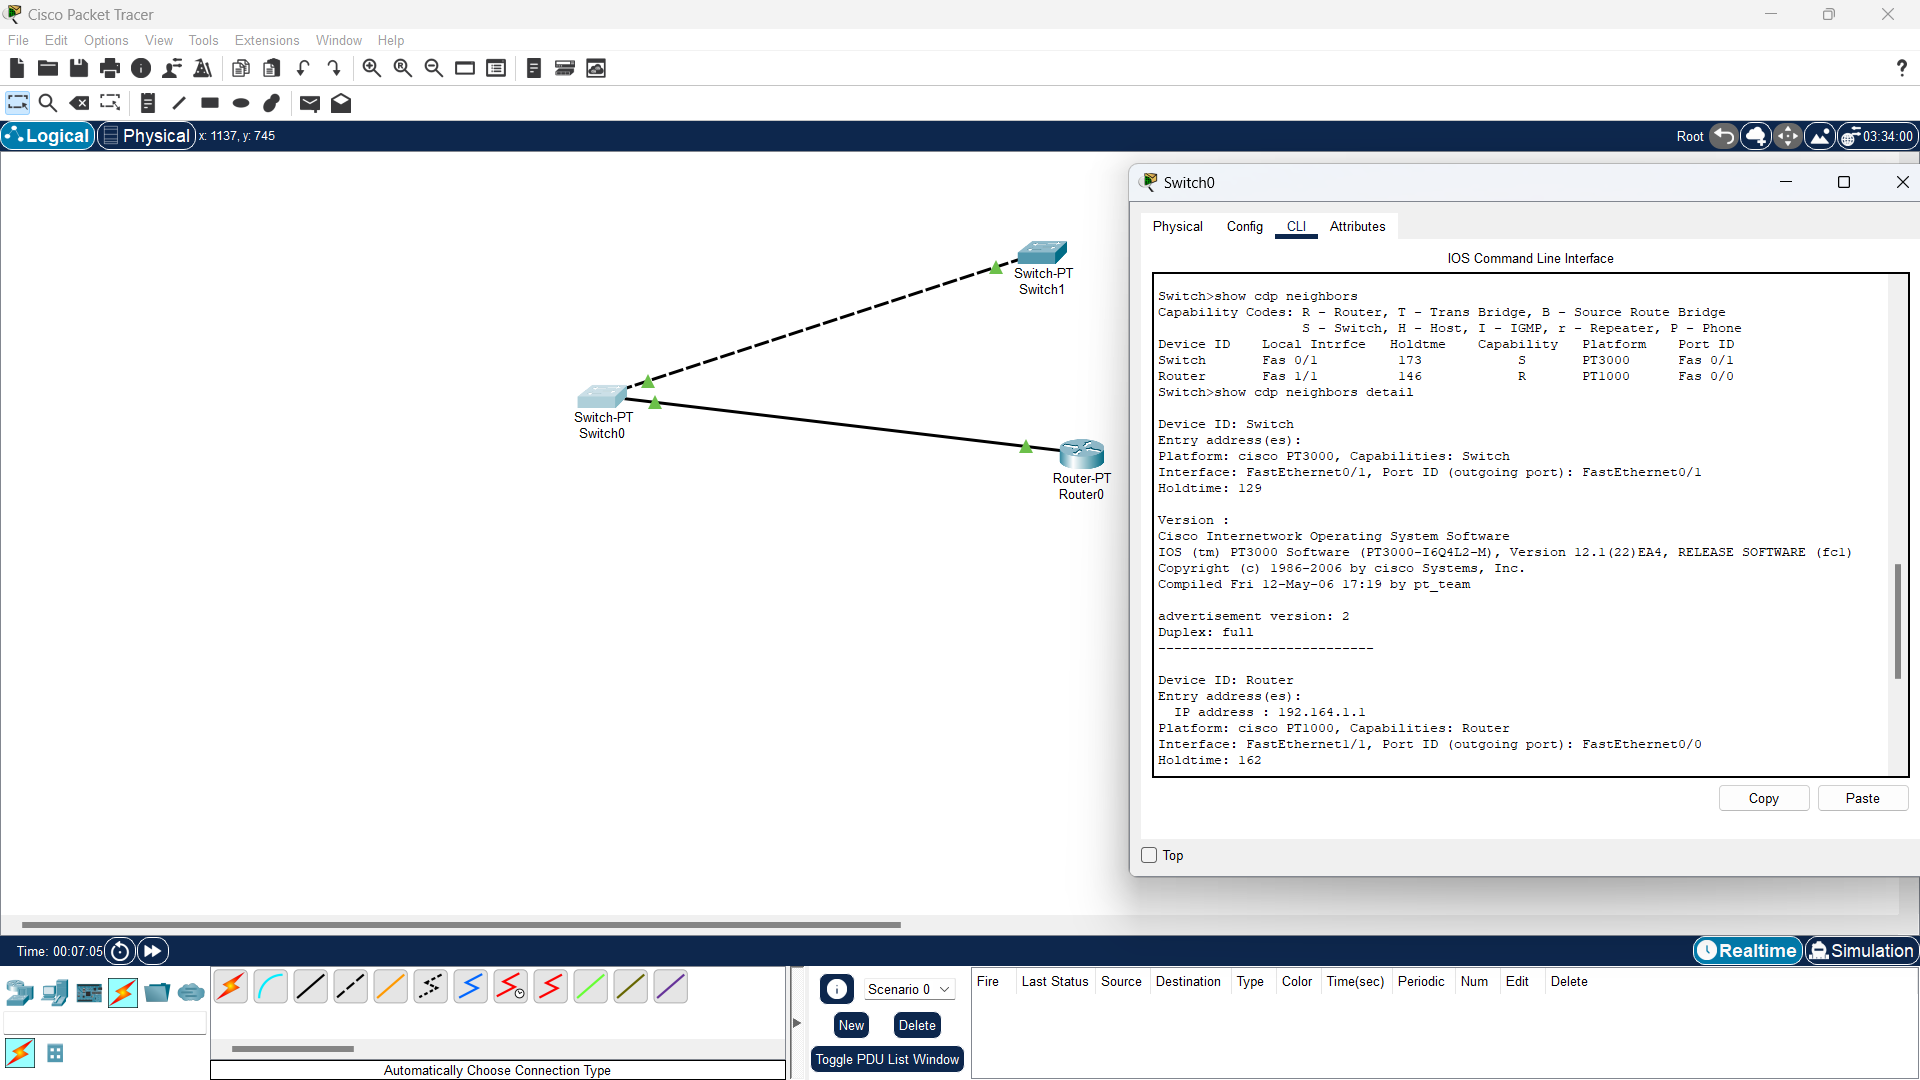 Cisco Packet Tracer
File Edit Options View Tools Extensions Window Help
Logical Physical x: 1137, y: 745 Root 03:34:00
Switch-PT
Switch1
Switch-PT
Switch0
Router-PT
Router0
Switch0
Physical Config CLI Attributes
IOS Command Line Interface
Switch>show cdp neighbors
Capability Codes: R - Router, T - Trans Bridge, B - Source Route Bridge
S - Switch, H - Host, I - IGMP, r - Repeater, P - Phone
Device ID Local Intrfce Holdtme Capability Platform Port ID
Switch Fas 0/1 173 S PT3000 Fas 0/1
Router Fas 1/1 146 R PT1000 Fas 0/0
Switch>show cdp neighbors detail
Device ID: Switch
Entry address(es):
Platform: cisco PT3000, Capabilities: Switch
Interface: FastEthernet0/1, Port ID (outgoing port): FastEthernet0/1
Holdtime: 129
Version :
Cisco Internetwork Operating System Software
IOS (tm) PT3000 Software (PT3000-I6Q4L2-M), Version 12.1(22)EA4, RELEASE SOFTWARE (fc1)
Copyright (c) 1986-2006 by cisco Systems, Inc.
Compiled Fri 12-May-06 17:19 by pt_team
advertisement version: 2
Duplex: full
---------------------------
Device ID: Router
Entry address(es):
IP address : 192.164.1.1
Platform: cisco PT1000, Capabilities: Router
Interface: FastEthernet1/1, Port ID (outgoing port): FastEthernet0/0
Holdtime: 162
Copy Paste
Top
Time: 00:07:05 Realtime Simulation
Scenario 0
New Delete
Toggle PDU List Window
Fire Last Status Source Destination Type Color Time(sec) Periodic Num Edit Delete
Automatically Choose Connection Type